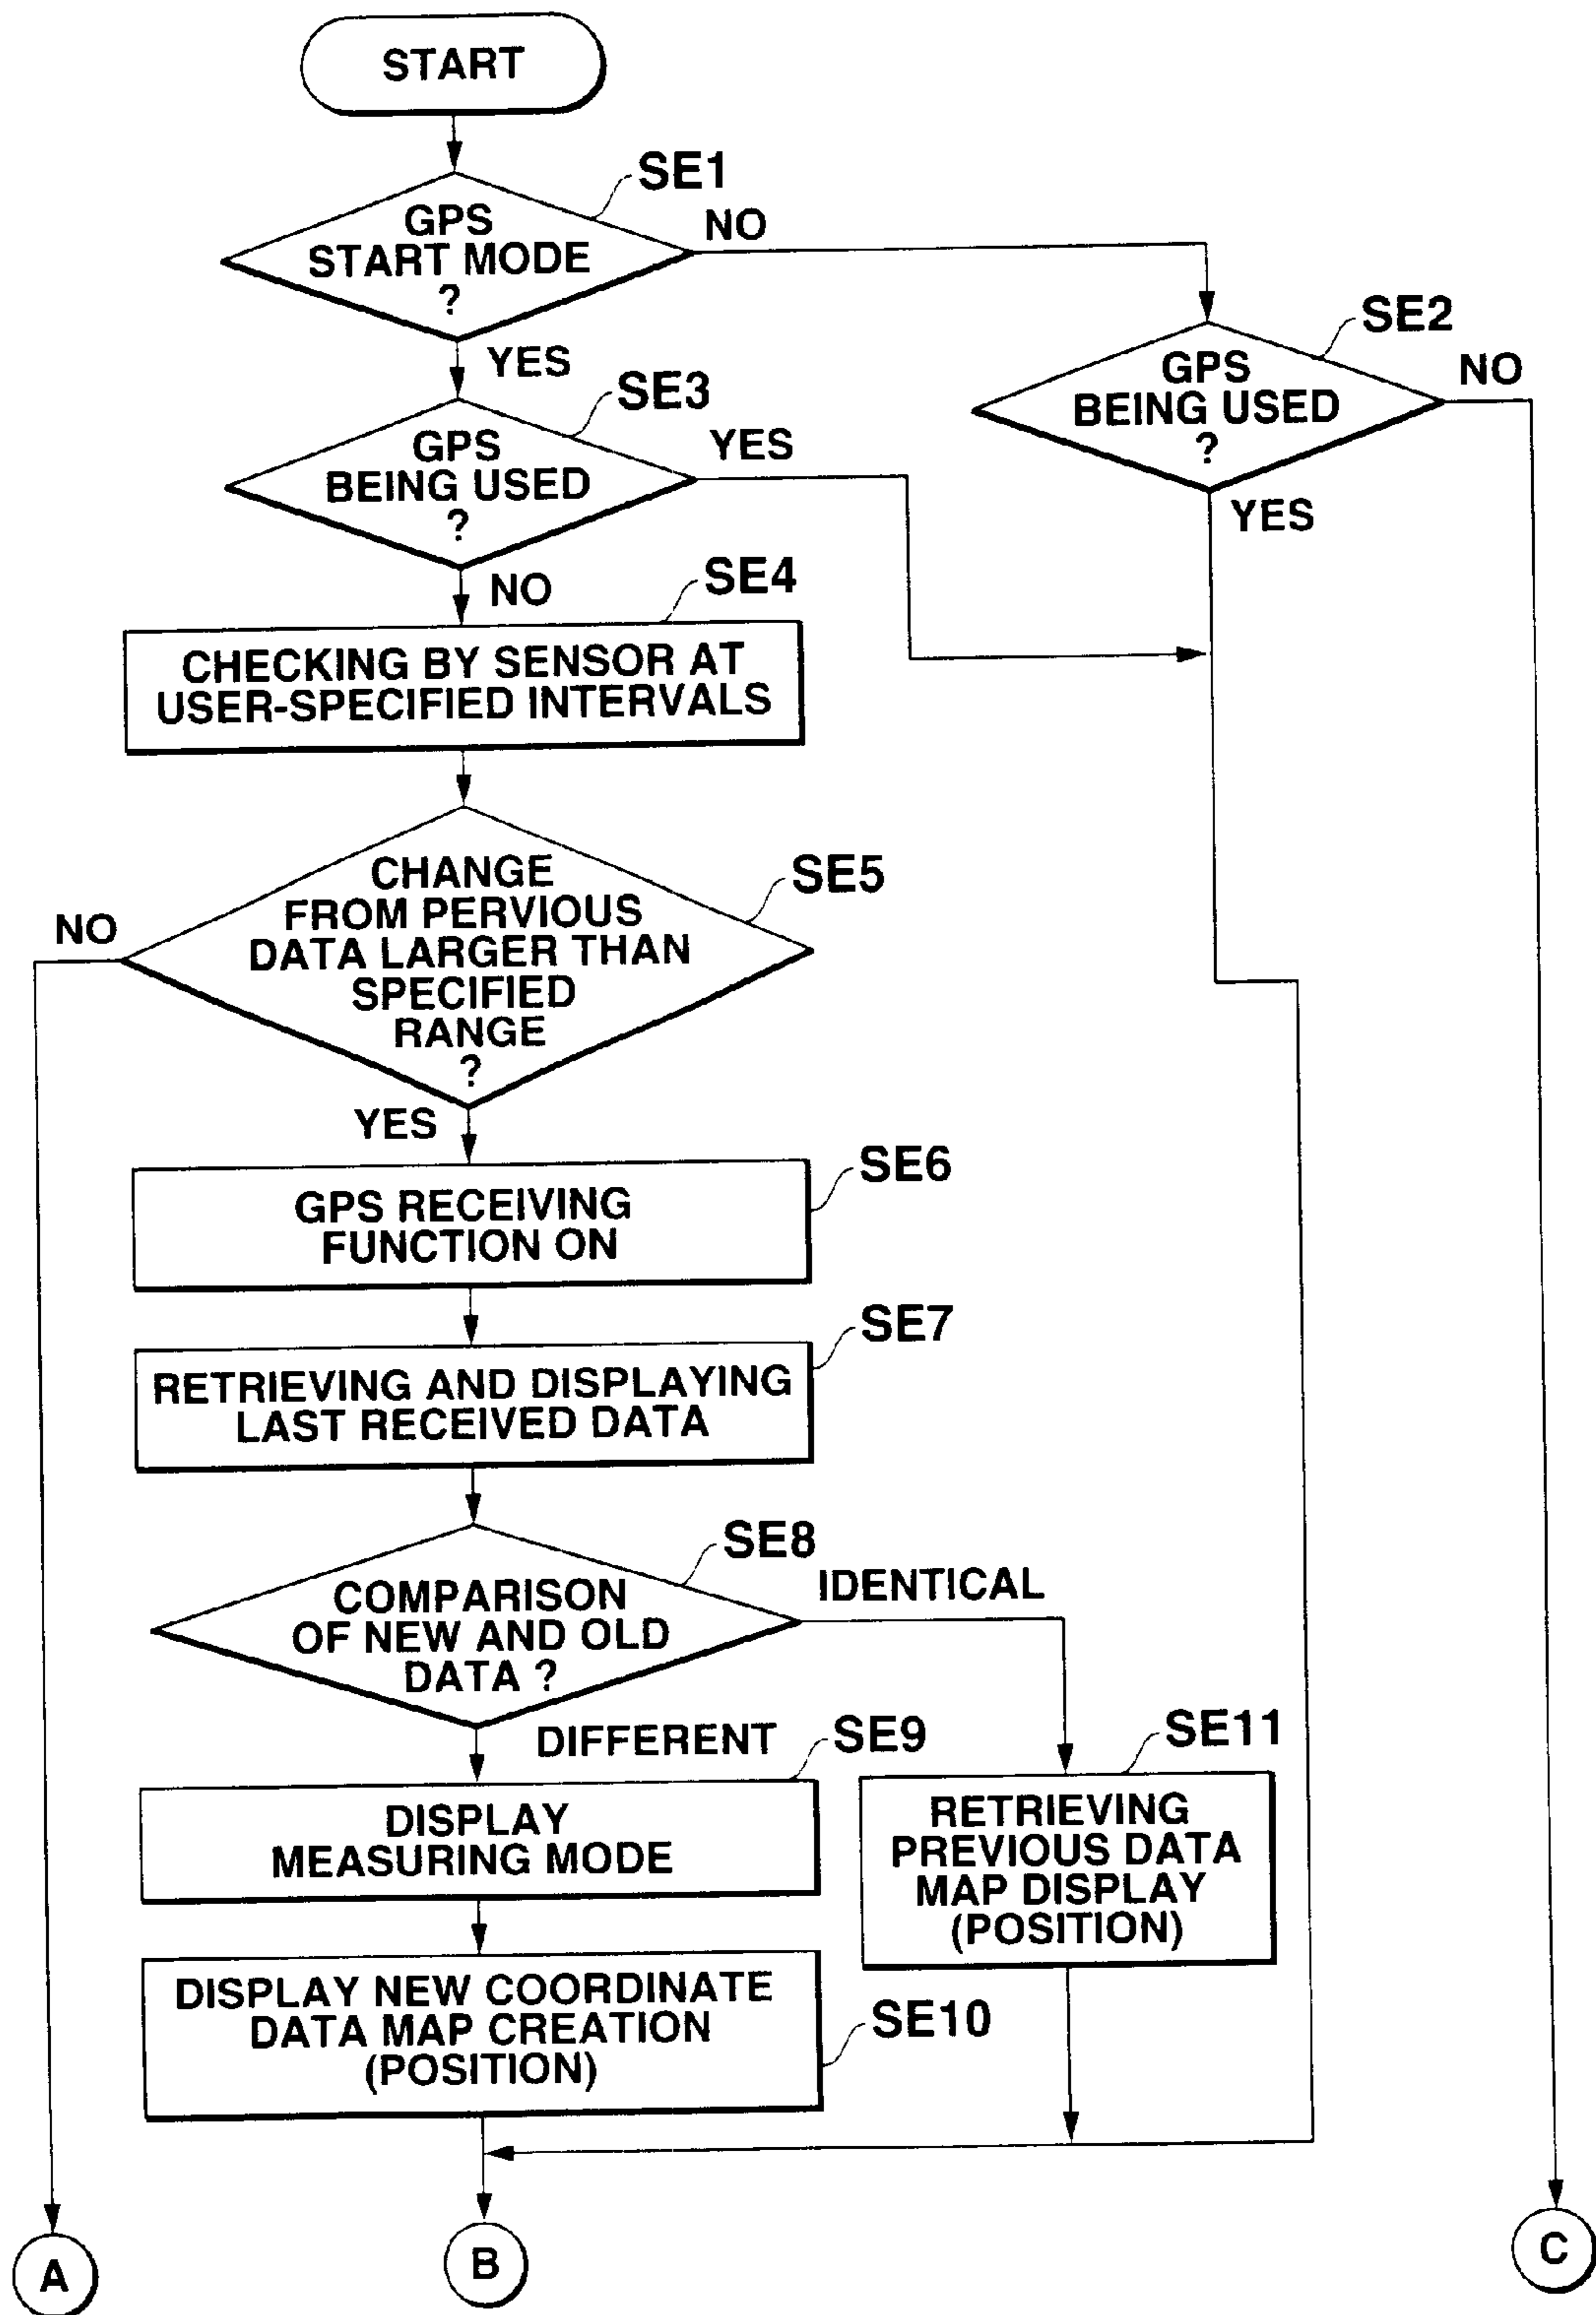 START
SE1
GPS
START MODE
?
NO
YES
SE2
GPS
BEING USED
?
NO
YES
SE3
GPS
BEING USED
?
YES
NO
SE4
CHECKING BY SENSOR AT
USER-SPECIFIED INTERVALS
SE5
CHANGE
FROM PERVIOUS
DATA LARGER THAN
SPECIFIED
RANGE
?
NO
YES
SE6
GPS RECEIVING
FUNCTION ON
SE7
RETRIEVING AND DISPLAYING
LAST RECEIVED DATA
SE8
COMPARISON
OF NEW AND OLD
DATA ?
IDENTICAL
DIFFERENT
SE9
DISPLAY
MEASURING MODE
SE11
RETRIEVING
PREVIOUS DATA
MAP DISPLAY
(POSITION)
DISPLAY NEW COORDINATE
DATA MAP CREATION
(POSITION)
SE10
A
B
C